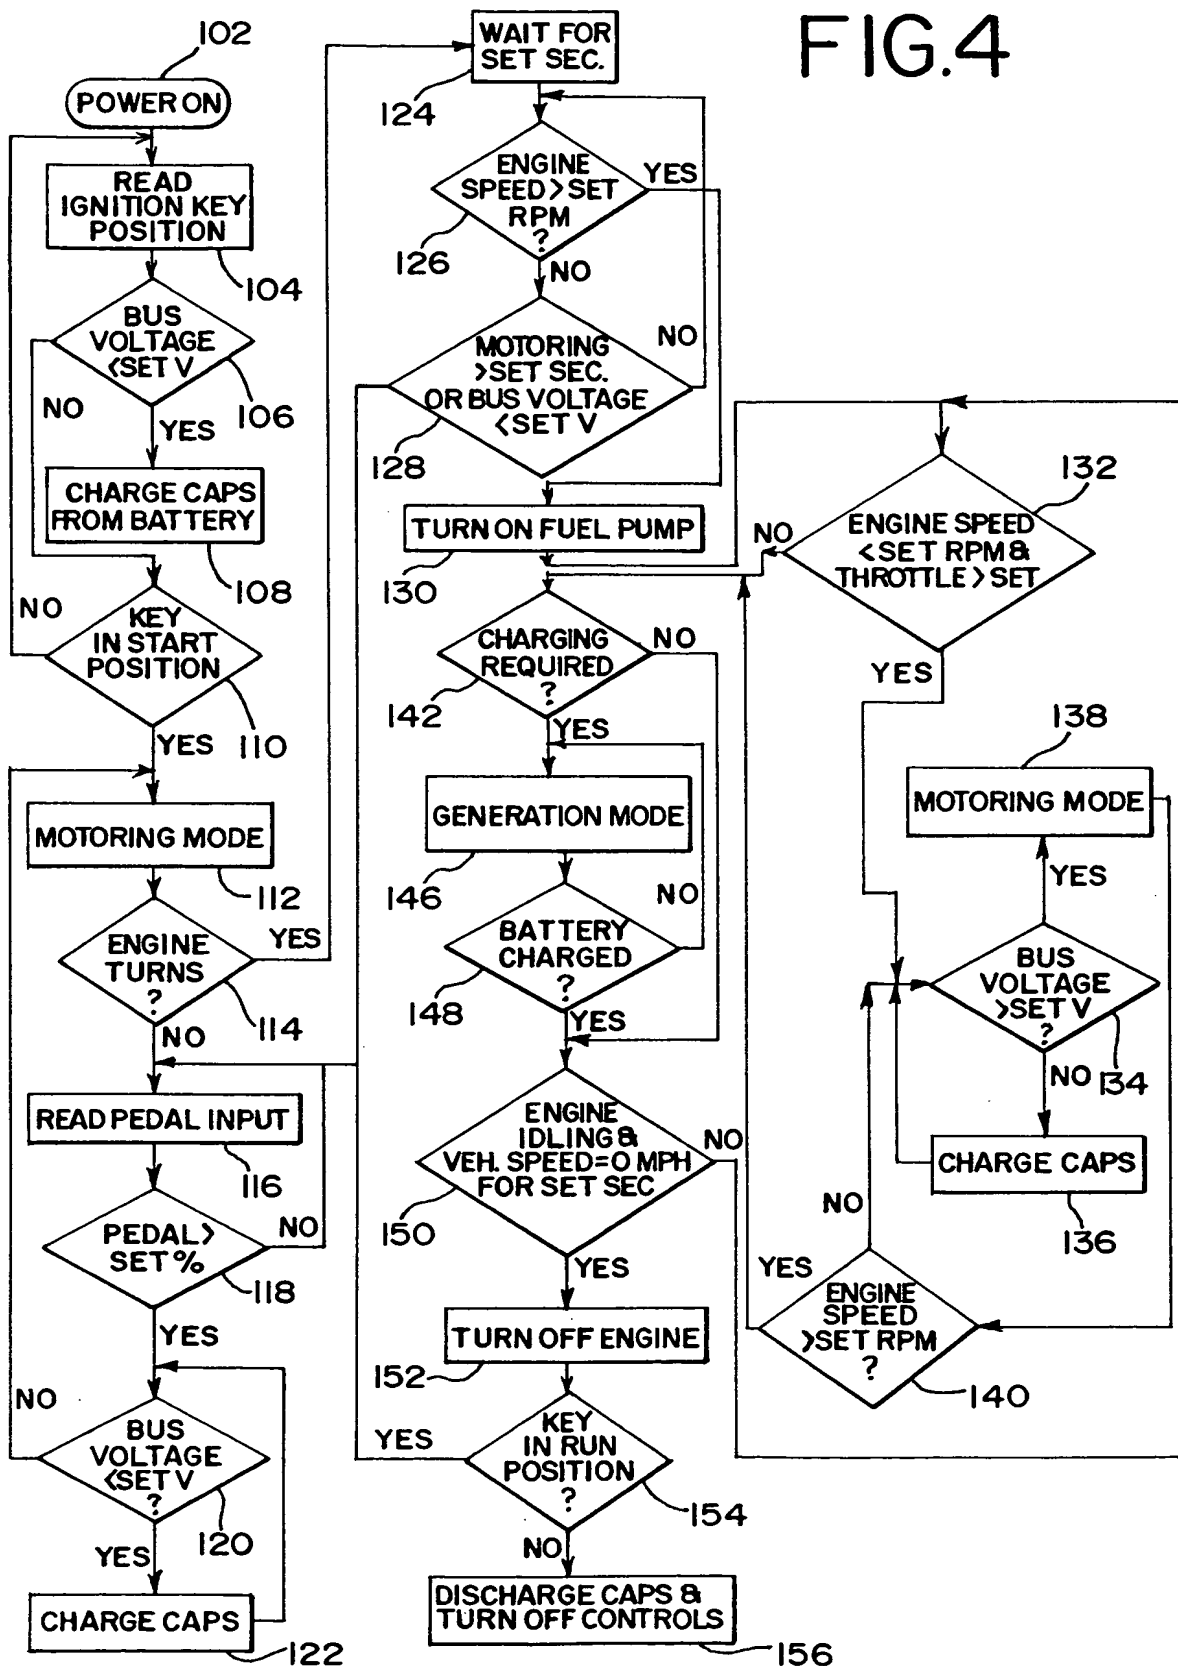 FIG.4
102
POWER ON
READ
IGNITION KEY
POSITION
104
BUS
VOLTAGE
<SET V
106
NO
YES
CHARGE CAPS
FROM BATTERY
108
NO
KEY
IN START
POSITION
110
YES
MOTORING MODE
112
ENGINE
TURNS
?
YES
114
NO
READ PEDAL INPUT
116
PEDAL>
SET %
NO
118
YES
NO
BUS
VOLTAGE
<SET V
?
120
YES
CHARGE CAPS
122
WAIT FOR
SET SEC.
124
ENGINE
SPEED>SET
RPM
?
YES
126
NO
MOTORING
>SET SEC.
OR BUS VOLTAGE
<SET V
NO
128
TURN ON FUEL PUMP
130
CHARGING
REQUIRED
?
NO
142
YES
GENERATION MODE
146
NO
BATTERY
CHARGED
?
148
YES
ENGINE
IDLING &
VEH. SPEED=0 MPH
FOR SET SEC
NO
150
YES
TURN OFF ENGINE
152
KEY
IN RUN
POSITION
?
YES
154
NO
DISCHARGE CAPS &
TURN OFF CONTROLS
156
132
NO
ENGINE SPEED
<SET RPM &
THROTTLE>SET
YES
138
MOTORING MODE
YES
BUS
VOLTAGE
>SET V
?
134
NO
CHARGE CAPS
136
NO
YES
ENGINE
SPEED
>SET RPM
?
140